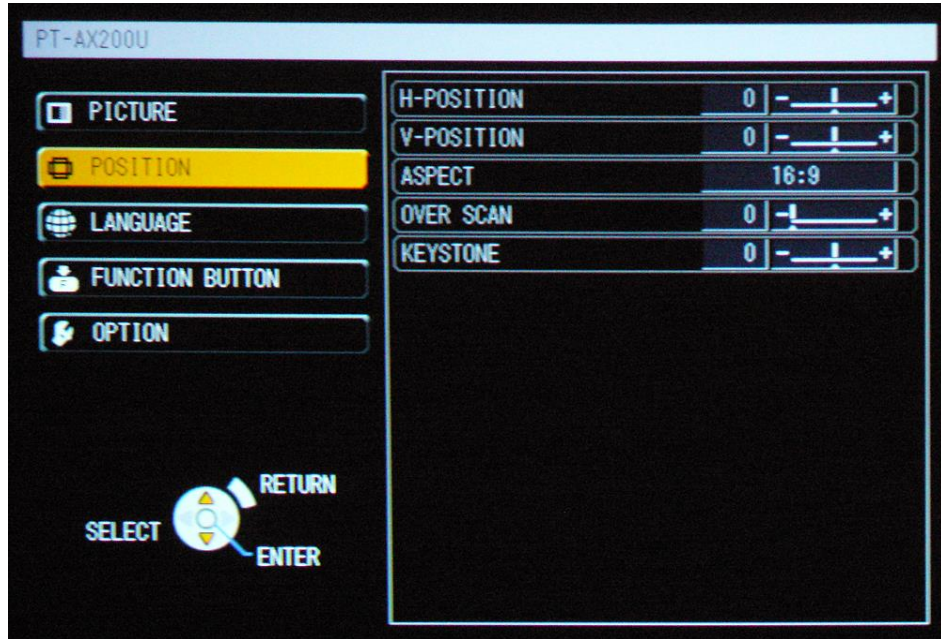 PT-AX200U
PICTURE
POSITION
LANGUAGE
FUNCTION BUTTON
OPTION
H-POSITION 0 - +
V-POSITION 0 - +
ASPECT 16:9
OVER SCAN 0 - +
KEYSTONE 0 - +
RETURN
SELECT
ENTER